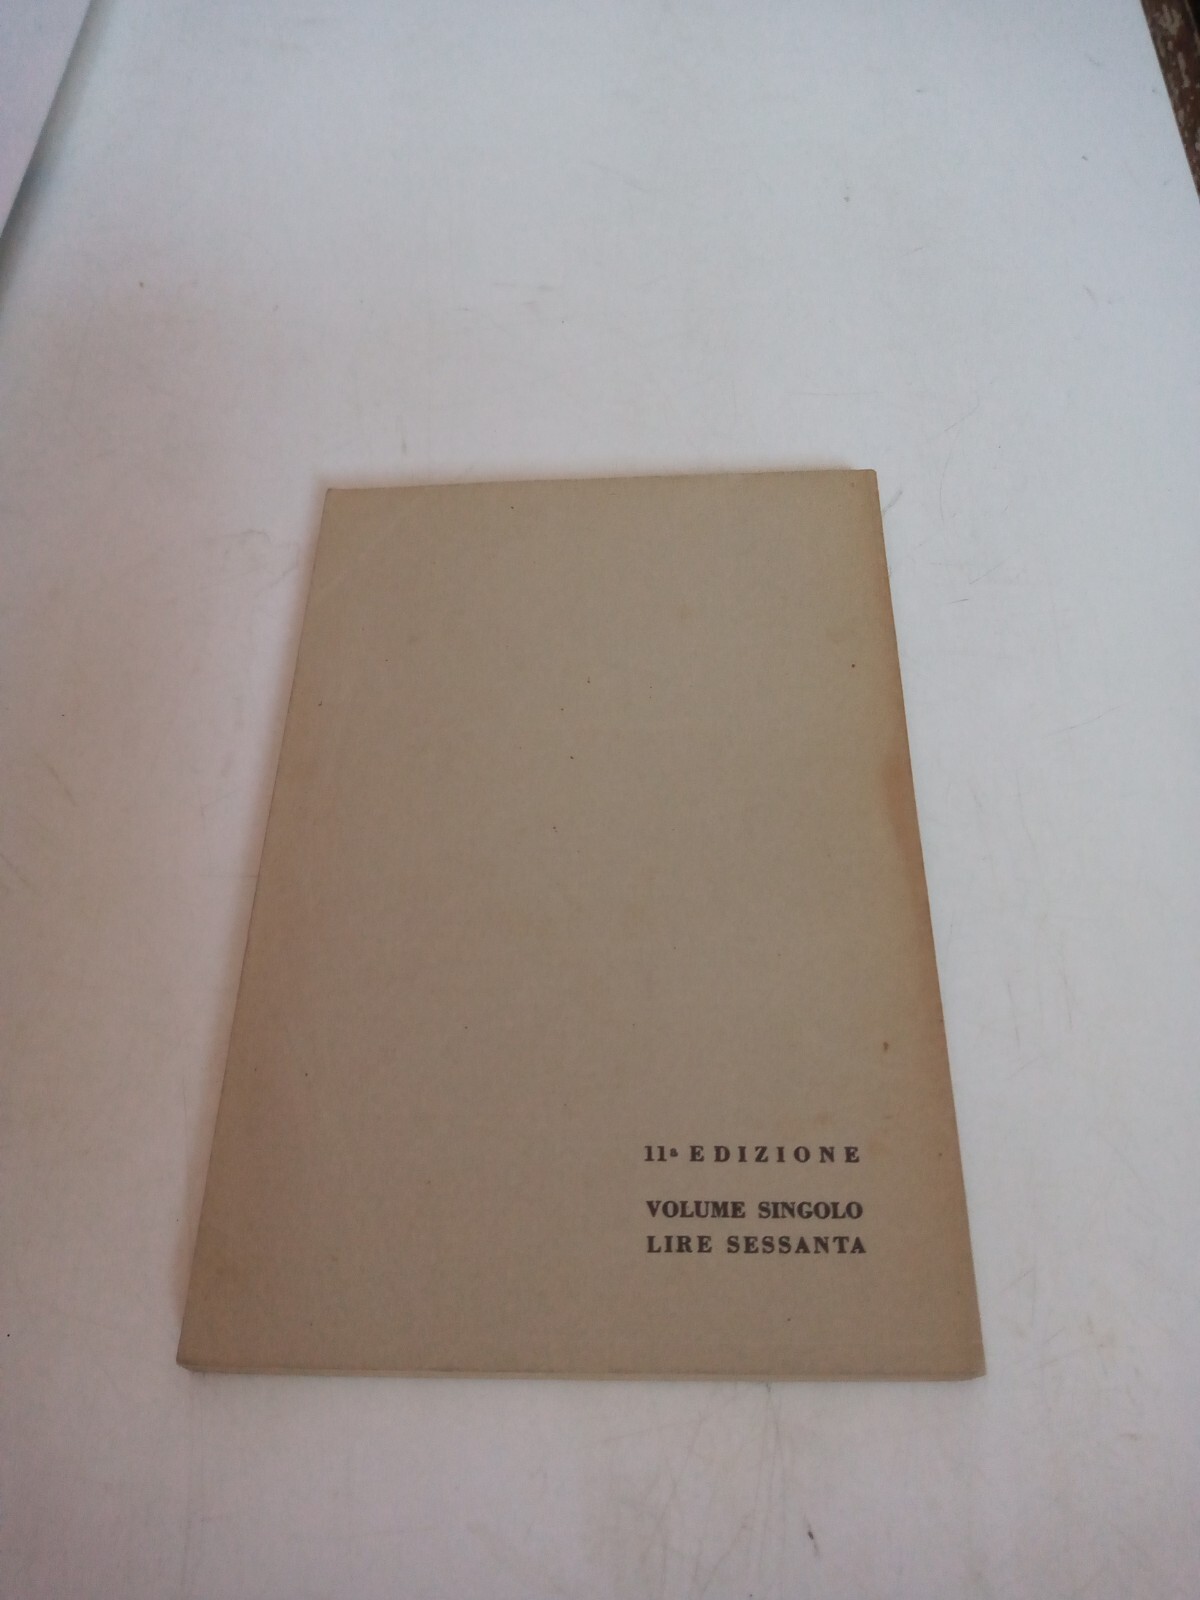 11ª EDIZIONE
VOLUME SINGOLO
LIRE SESSANTA